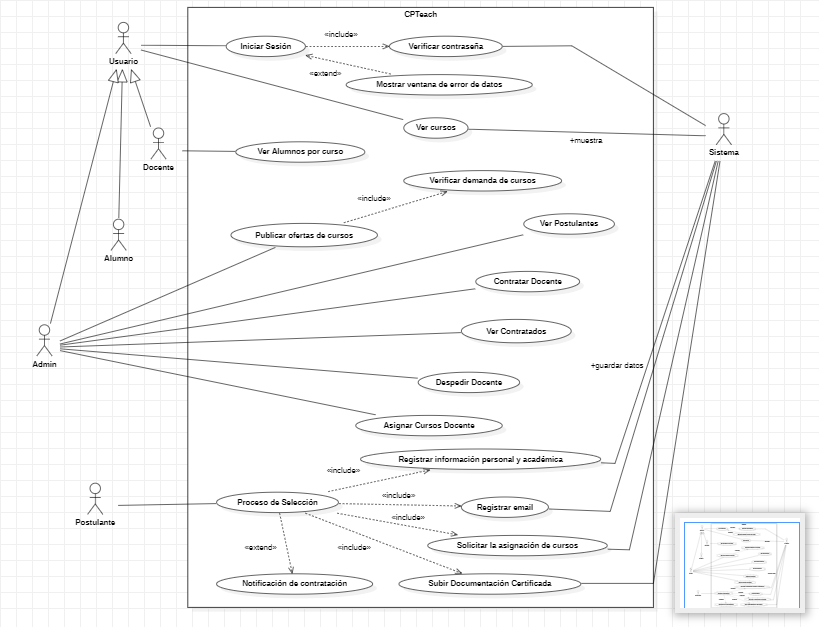 CPTeach
«include»
Iniciar Sesión
Verificar contraseña
Usuario
«extend»
Mostrar ventana de error de datos
Ver cursos
+muestra
Sistema
Ver Alumnos por curso
Docente
Verificar demanda de cursos
«include»
Ver Postulantes
Publicar ofertas de cursos
Alumno
Contratar Docente
Ver Contratados
Admin
+guardar datos
Despedir Docente
Asignar Cursos Docente
Registrar información personal y académica
«include»
«include»
Proceso de Selección
Registrar email
«include»
Postulante
«extend»
«include»
Solicitar la asignación de cursos
Notificación de contratación
Subir Documentación Certificada